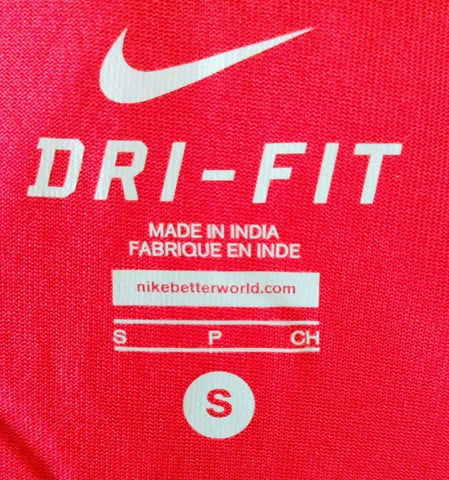 DRI-FIT
MADE IN INDIA
FABRIQUE EN INDE
nikebetterworld.com
S P CH
S